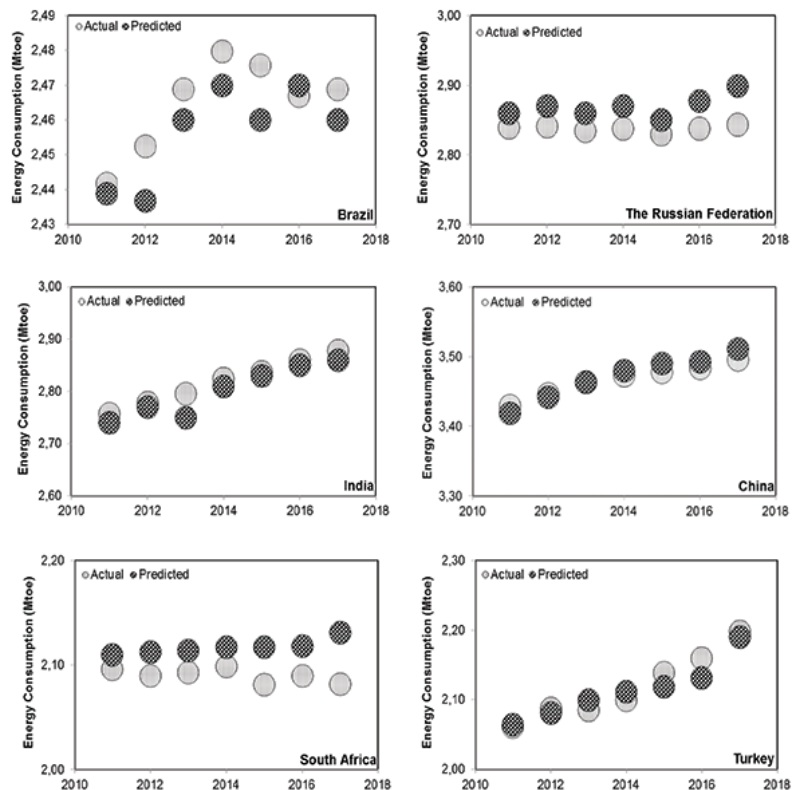 Energy Consumption (Mtoe)
2,49
2,48
2,47
2,46
2,45
2,44
2,43
Actual Predicted
Brazil
2010 2012 2014 2016 2018
Energy Consumption (Mtoe)
3,00
2,90
2,80
2,70
Actual Predicted
The Russian Federation
2010 2012 2014 2016 2018
Energy Consumption (Mtoe)
3,00
2,90
2,80
2,70
2,60
Actual Predicted
India
2010 2012 2014 2016 2018
Energy Consumption (Mtoe)
3,60
3,50
3,40
3,30
Actual Predicted
China
2010 2012 2014 2016 2018
Energy Consumption (Mtoe)
2,20
2,10
2,00
Actual Predicted
South Africa
2010 2012 2014 2016 2018
Energy Consumption (Mtoe)
2,30
2,20
2,10
2,00
Actual Predicted
Turkey
2010 2012 2014 2016 2018